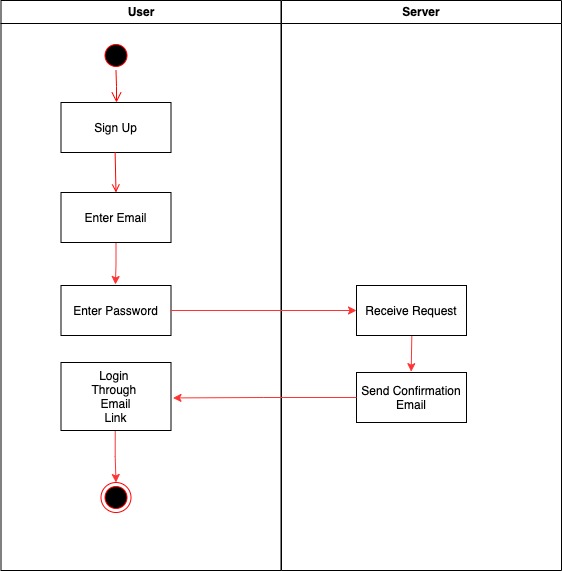 User
Server
Sign Up
Enter Email
Enter Password
Receive Request
Login
Through
Email
Link
Send Confirmation
Email